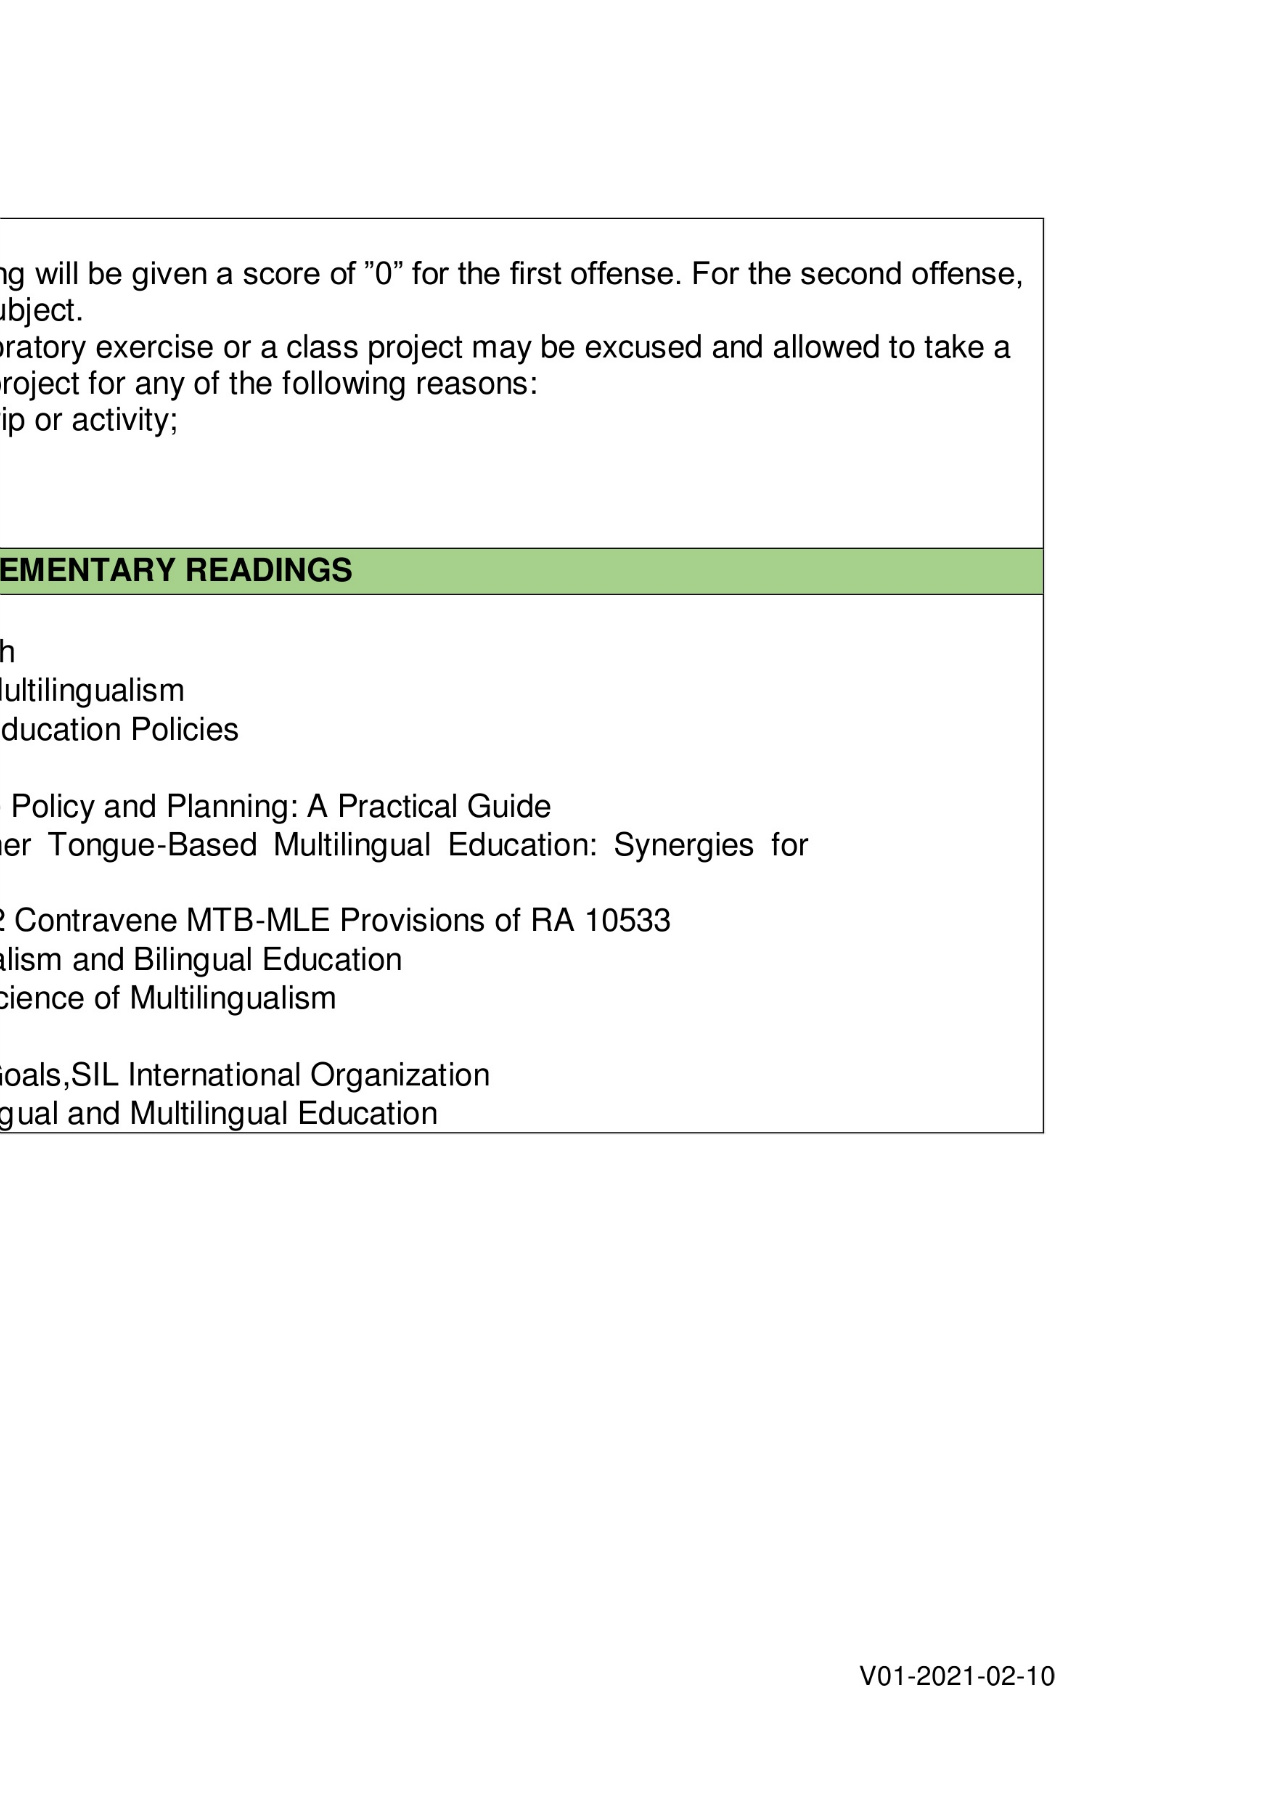 ng will be given a score of ”0” for the first offense. For the second offense,
ubject.
oratory exercise or a class project may be excused and allowed to take a
project for any of the following reasons:
rip or activity;
EMENTARY READINGS
h
Multilingualism
ducation Policies
Policy and Planning: A Practical Guide
her Tongue-Based Multilingual Education: Synergies for
2 Contravene MTB-MLE Provisions of RA 10533
alism and Bilingual Education
cience of Multilingualism
Goals,SIL International Organization
gual and Multilingual Education
V01-2021-02-10